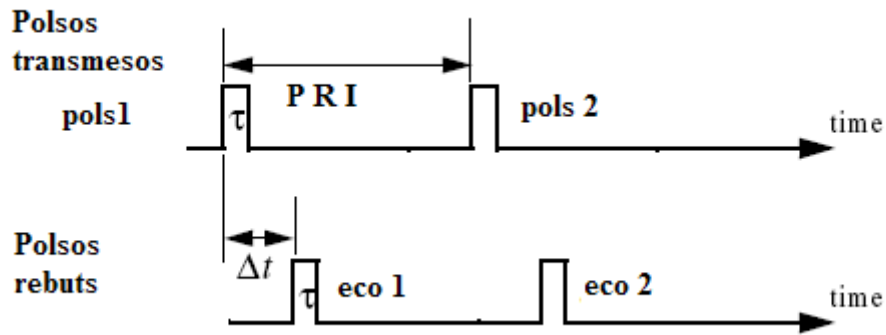 Polsos
transmesos
pols1
τ
P R I
pols 2
time
Polsos
rebuts
Δt
τ
eco 1
eco 2
time